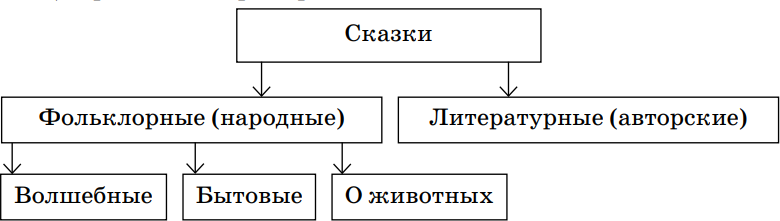 Сказки
Фольклорные (народные)
Литературные (авторские)
Волшебные
Бытовые
О животных